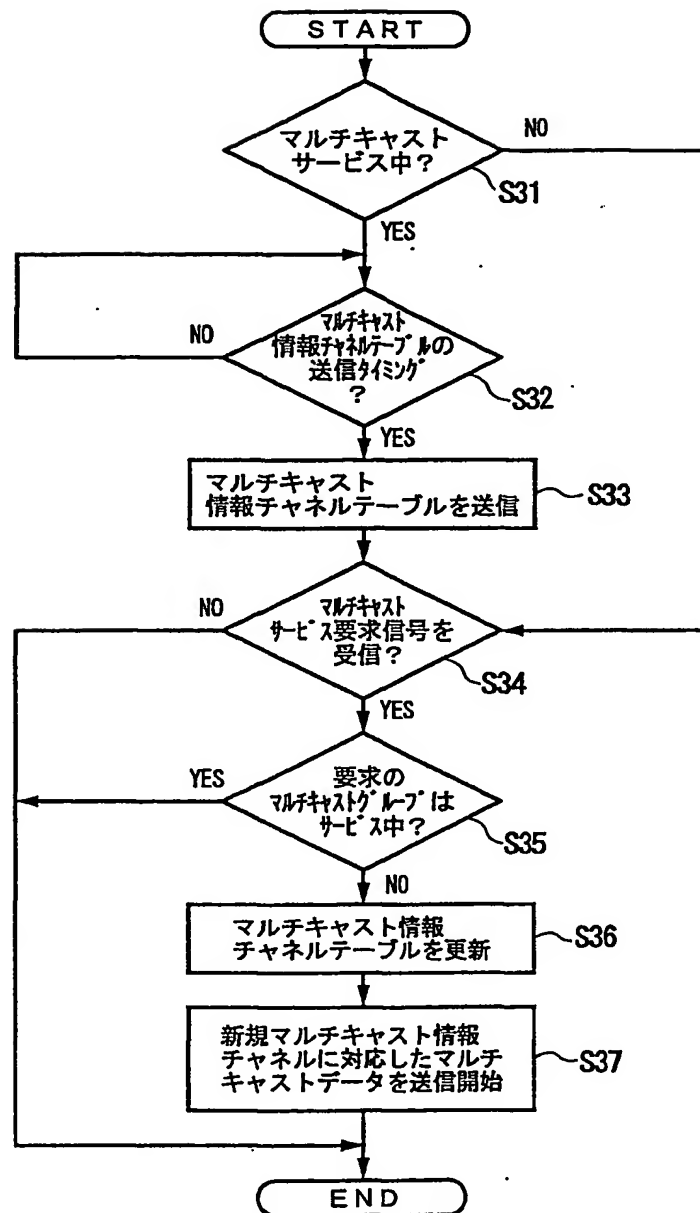 START
マルチキャスト
サービス中？
NO
S31
YES
マルチキャスト
情報チャネルテーブルの
送信タイミング
？
NO
S32
YES
マルチキャスト
情報チャネルテーブルを送信
S33
NO
マルチキャスト
サービス要求信号を
受信？
S34
YES
YES
要求の
マルチキャストグループは
サービス中？
S35
NO
マルチキャスト情報
チャネルテーブルを更新
S36
新規マルチキャスト情報
チャネルに対応したマルチ
キャストデータを送信開始
S37
END